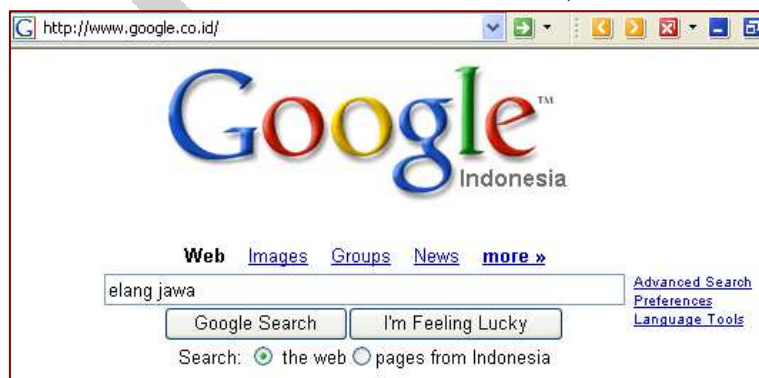 http://www.google.co.id/
Google™
Indonesia
Web Images Groups News more »
elang jawa
Advanced Search
Preferences
Language Tools
Google Search I'm Feeling Lucky
Search: the web pages from Indonesia